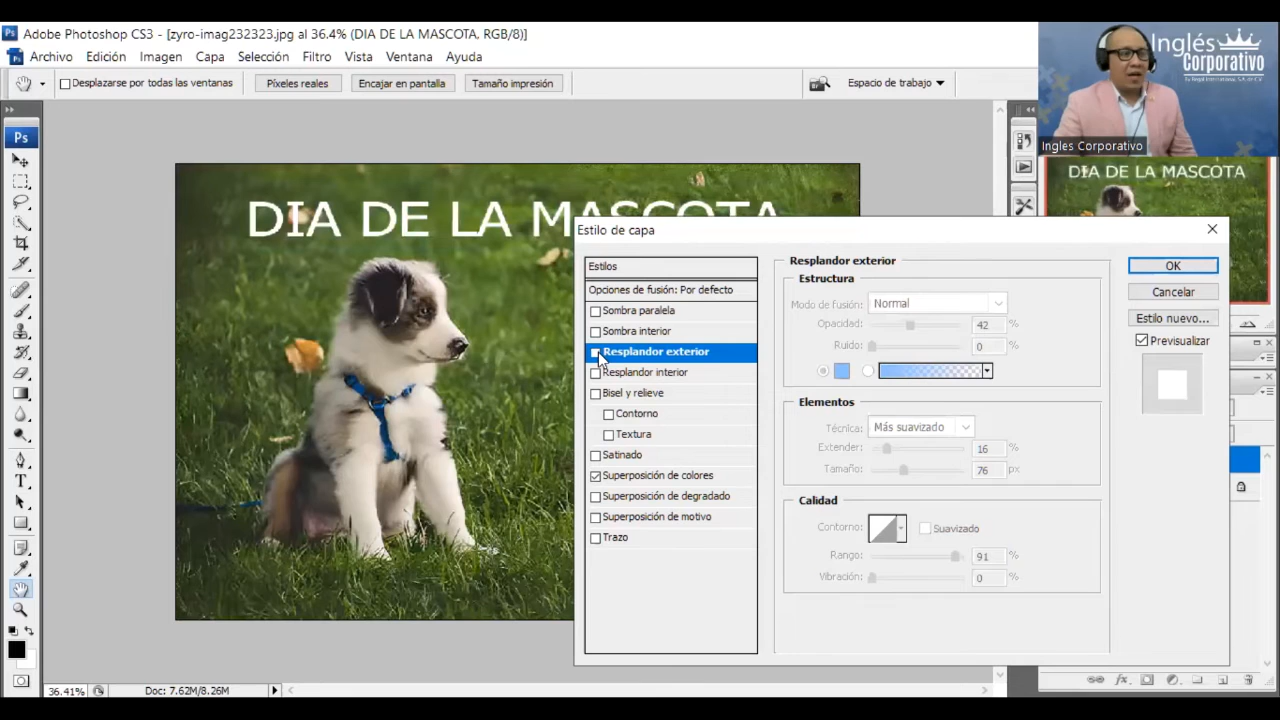 Adobe Photoshop CS3 - [zyro-imag232323.jpg al 36.4% (DIA DE LA MASCOTA, RGB/8)]
Archivo Edición Imagen Capa Selección Filtro Vista Ventana Ayuda
Desplazarse por todas las ventanas Píxeles reales Encajar en pantalla Tamaño impresión Espacio de trabajo
Inglés
Corporativo
Ingles Corporativo
Ps
DIA DE LA MASCOTA
DIA DE LA MASCOTA
Estilo de capa
Estilos
Opciones de fusión: Por defecto
Sombra paralela
Sombra interior
Resplandor exterior
Resplandor interior
Bisel y relieve
Contorno
Textura
Satinado
Superposición de colores
Superposición de degradado
Superposición de motivo
Trazo
Resplandor exterior
Estructura
Modo de fusión: Normal
Opacidad: 42 %
Ruido: 0 %
Elementos
Técnica: Más suavizado
Extender: 16 %
Tamaño: 76 px
Calidad
Contorno: Suavizado
Rango: 91 %
Vibración: 0 %
OK
Cancelar
Estilo nuevo...
Previsualizar
36.41% Doc: 7.62M/8.26M